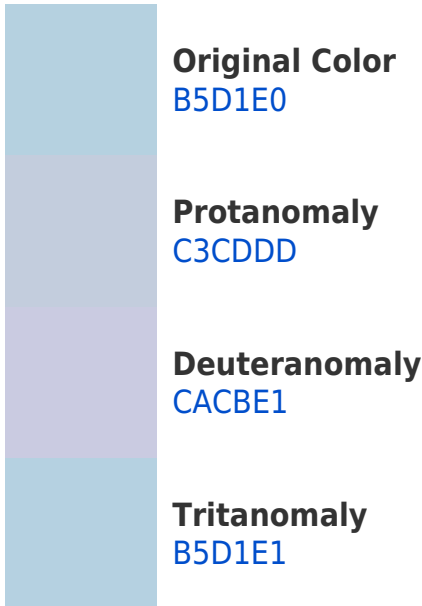 Original Color
B5D1E0
Protanomaly
C3CDDD
Deuteranomaly
CACBE1
Tritanomaly
B5D1E1